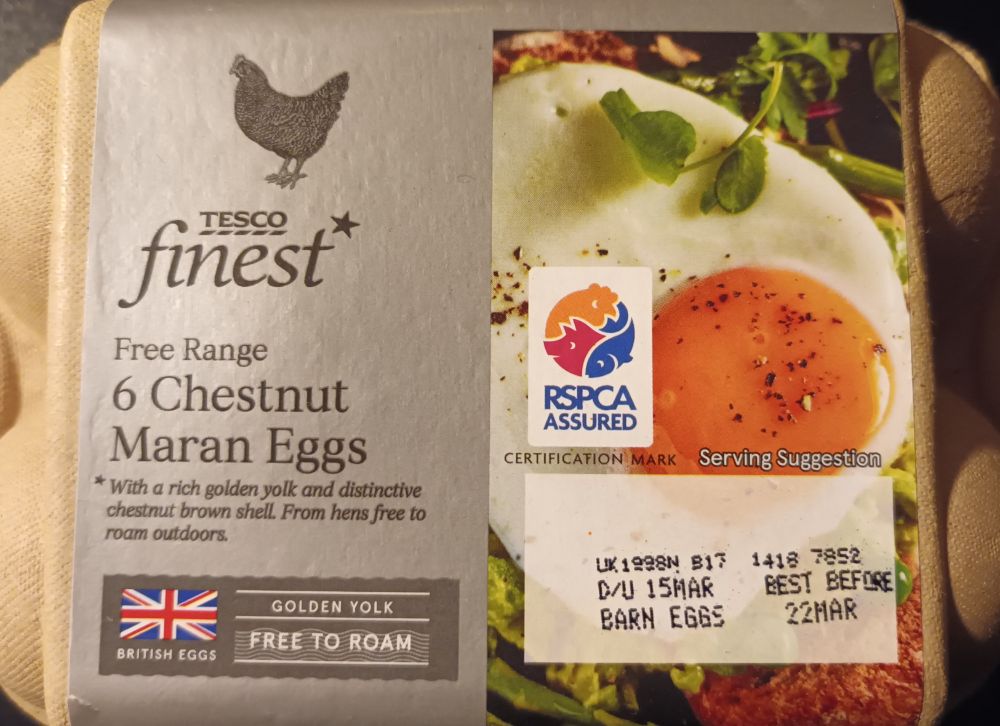 TESCO
finest*
Free Range
6 Chestnut
Maran Eggs
*With a rich golden yolk and distinctive
chestnut brown shell. From hens free to
roam outdoors.
BRITISH EGGS
GOLDEN YOLK
FREE TO ROAM
RSPCA
ASSURED
CERTIFICATION MARK
Serving Suggestion
UK1998N B17 1418 7852
D/U 15MAR BEST BEFORE
BARN EGGS 22MAR